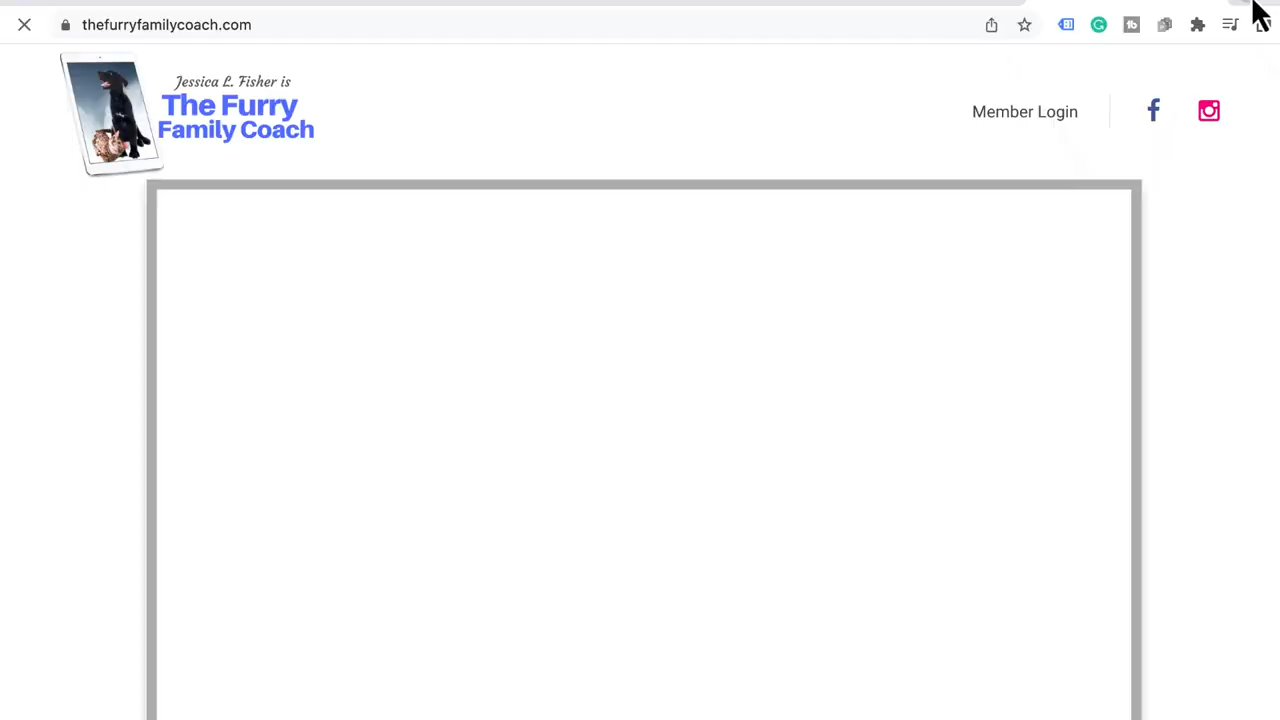 thefurryfamilycoach.com
Jessica L. Fisher is
The Furry
Family Coach
Member Login